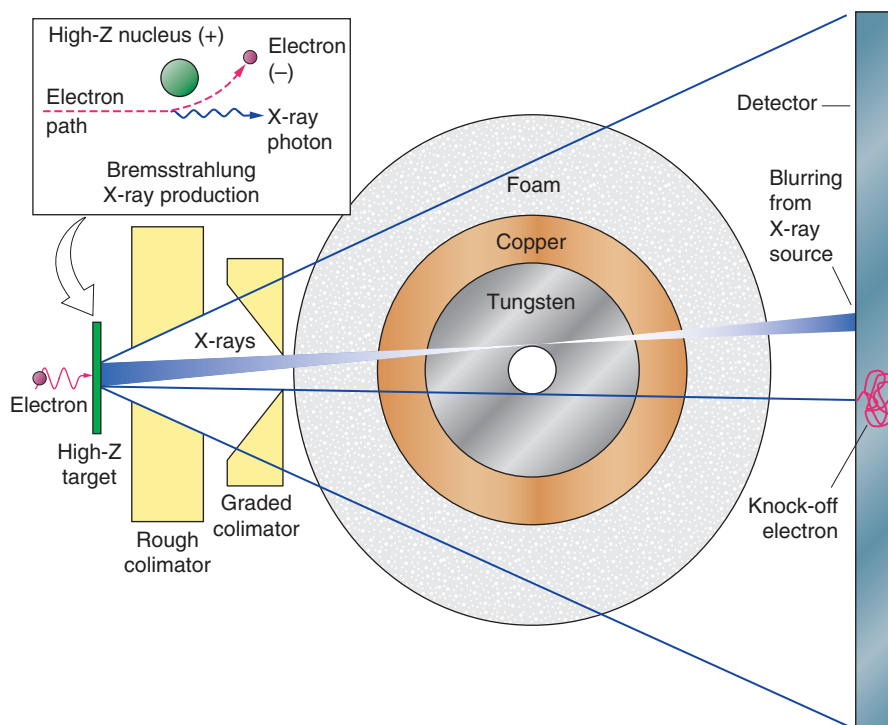 High-Z nucleus (+)
Electron
(–)
Electron
path
X-ray
photon
Bremsstrahlung
X-ray production
Detector
Foam
Blurring
from
X-ray
source
Copper
Tungsten
X-rays
Electron
High-Z
target
Graded
colimator
Rough
colimator
Knock-off
electron